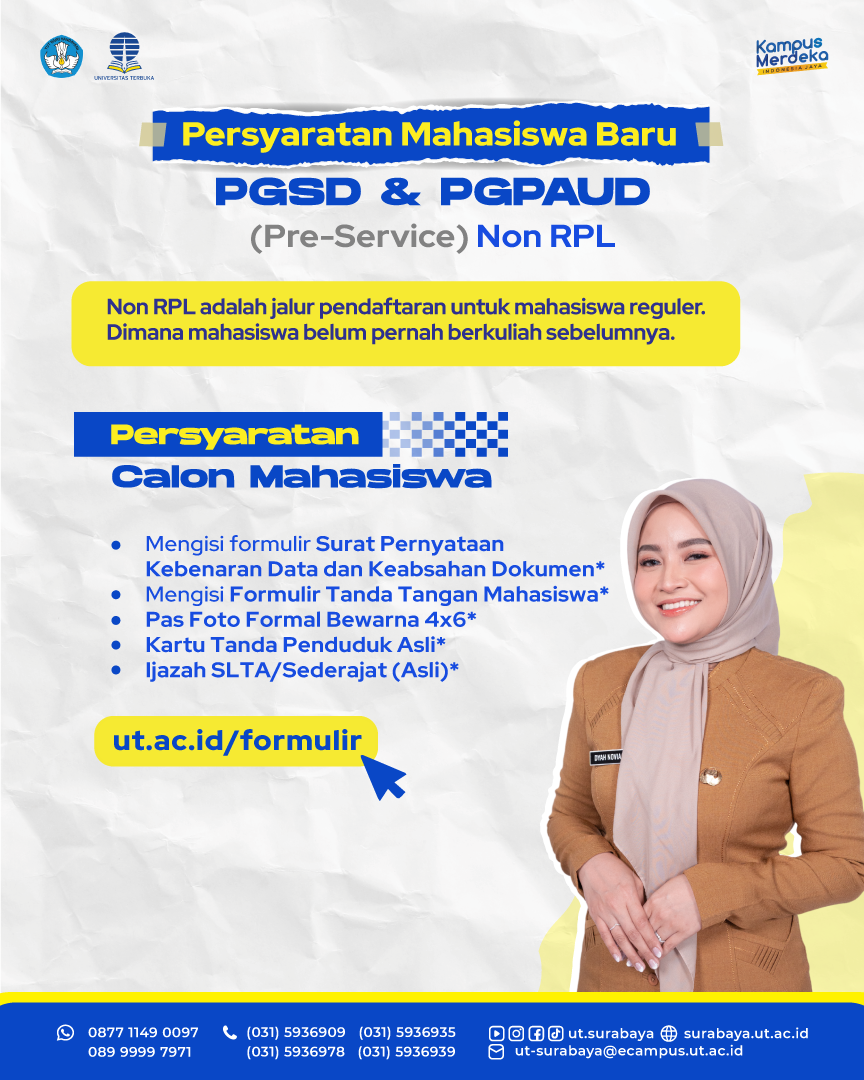 UNIVERSITAS TERBUKA
Kampus
Merdeka
INDONESIA JAYA
Persyaratan Mahasiswa Baru
PGSD & PGPAUD
(Pre-Service) Non RPL
Non RPL adalah jalur pendaftaran untuk mahasiswa reguler.
Dimana mahasiswa belum pernah berkuliah sebelumnya.
Persyaratan
Calon Mahasiswa
• Mengisi formulir Surat Pernyataan
Kebenaran Data dan Keabsahan Dokumen*
• Mengisi Formulir Tanda Tangan Mahasiswa*
• Pas Foto Formal Bewarna 4x6*
• Kartu Tanda Penduduk Asli*
• Ijazah SLTA/Sederajat (Asli)*
ut.ac.id/formulir
DYAH NOVIA
0877 1149 0097 (031) 5936909 (031) 5936935 ut.surabaya surabaya.ut.ac.id
089 9999 7971 (031) 5936978 (031) 5936939 ut-surabaya@ecampus.ut.ac.id